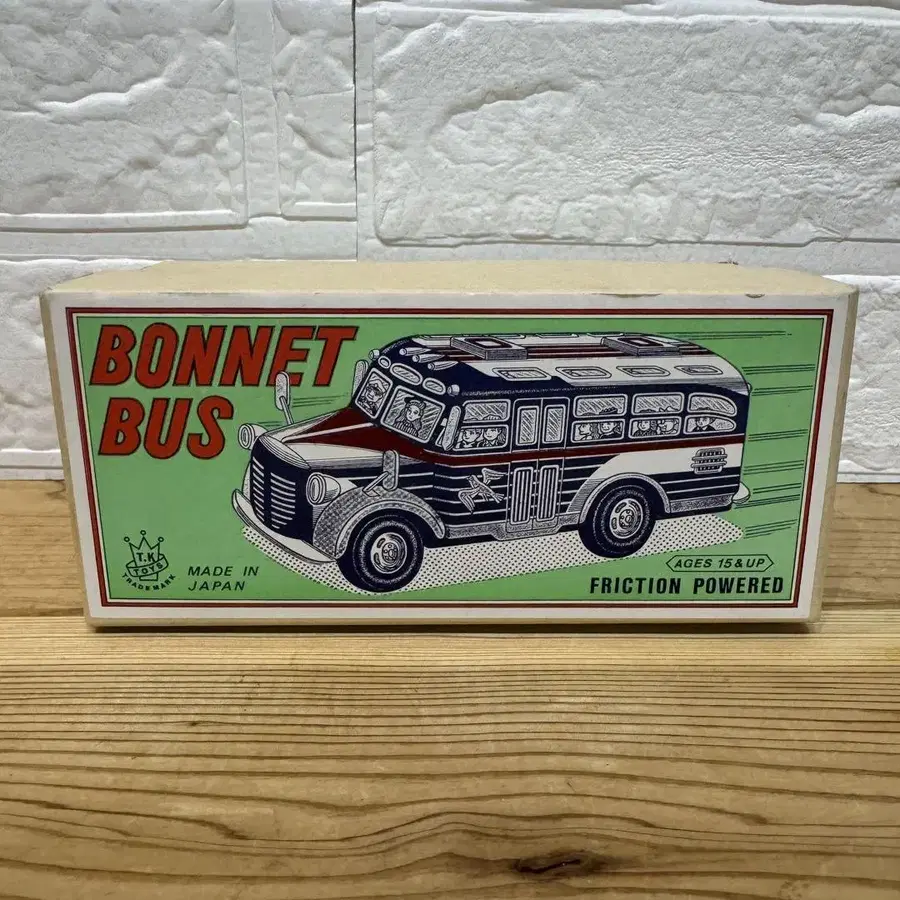 BONNET
BUS
T.K
TOYS
TRADEMARK
MADE IN
JAPAN
AGES 15 & UP
FRICTION POWERED